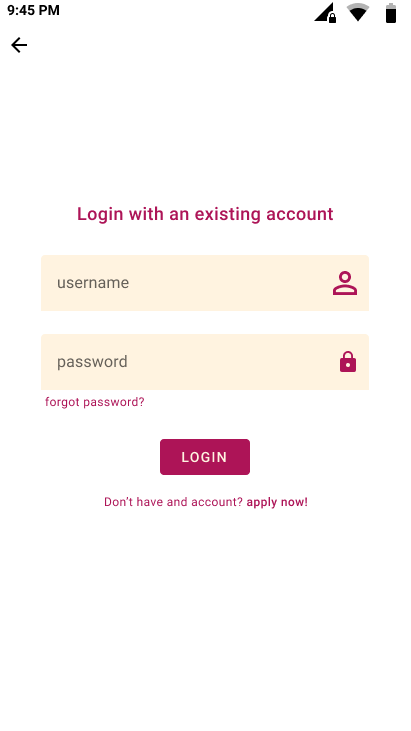 9:45 PM
Login with an existing account
username
password
forgot password?
LOGIN
Don't have and account? apply now!